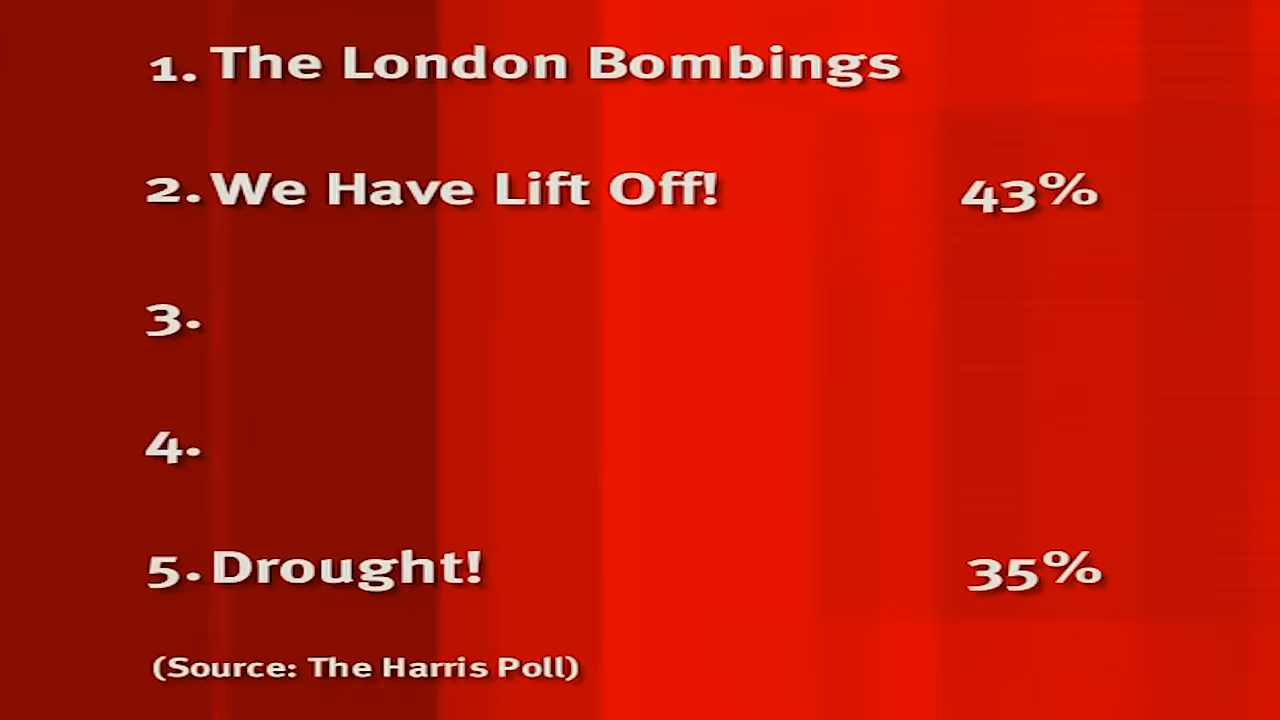 1. The London Bombings
2. We Have Lift Off! 43%
3.
4.
5. Drought! 35%
(Source: The Harris Poll)